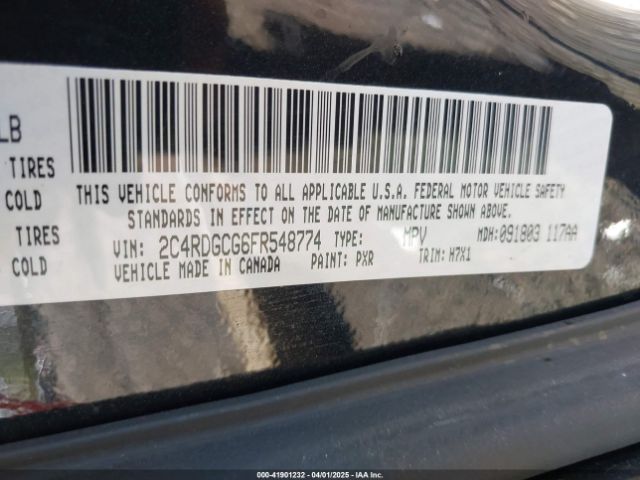 LB
TIRES
COLD
TIRES
COLD
THIS VEHICLE CONFORMS TO ALL APPLICABLE U.S.A. FEDERAL MOTOR VEHICLE SAFETY
STANDARDS IN EFFECT ON THE DATE OF MANUFACTURE SHOWN ABOVE.
VIN: 2C4RDGCG6FR548774 TYPE: MPV MDH:091803 117AA
VEHICLE MADE IN CANADA PAINT: PXR TRIM: H7X1
000-41901232 - 04/01/2025 - IAA Inc.